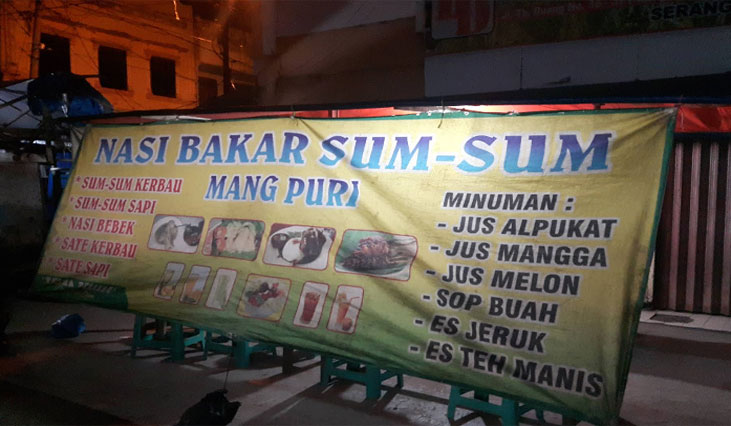 SERANG
NASI BAKAR SUM-SUM
MANG PURI
* SUM-SUM KERBAU
* SUM-SUM SAPI
* NASI BEBEK
* SATE KERBAU
* SATE SAPI
MINUMAN :
- JUS ALPUKAT
- JUS MANGGA
- JUS MELON
- SOP BUAH
- ES JERUK
- ES TEH MANIS